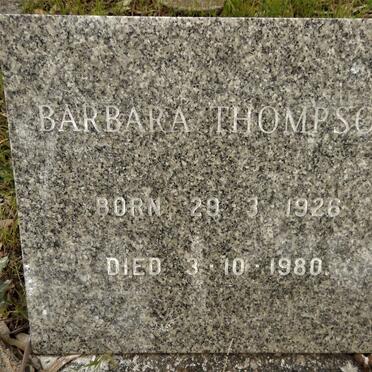 BARBARA THOMPSO
BORN 29 3 1926
DIED 3·10·1980.